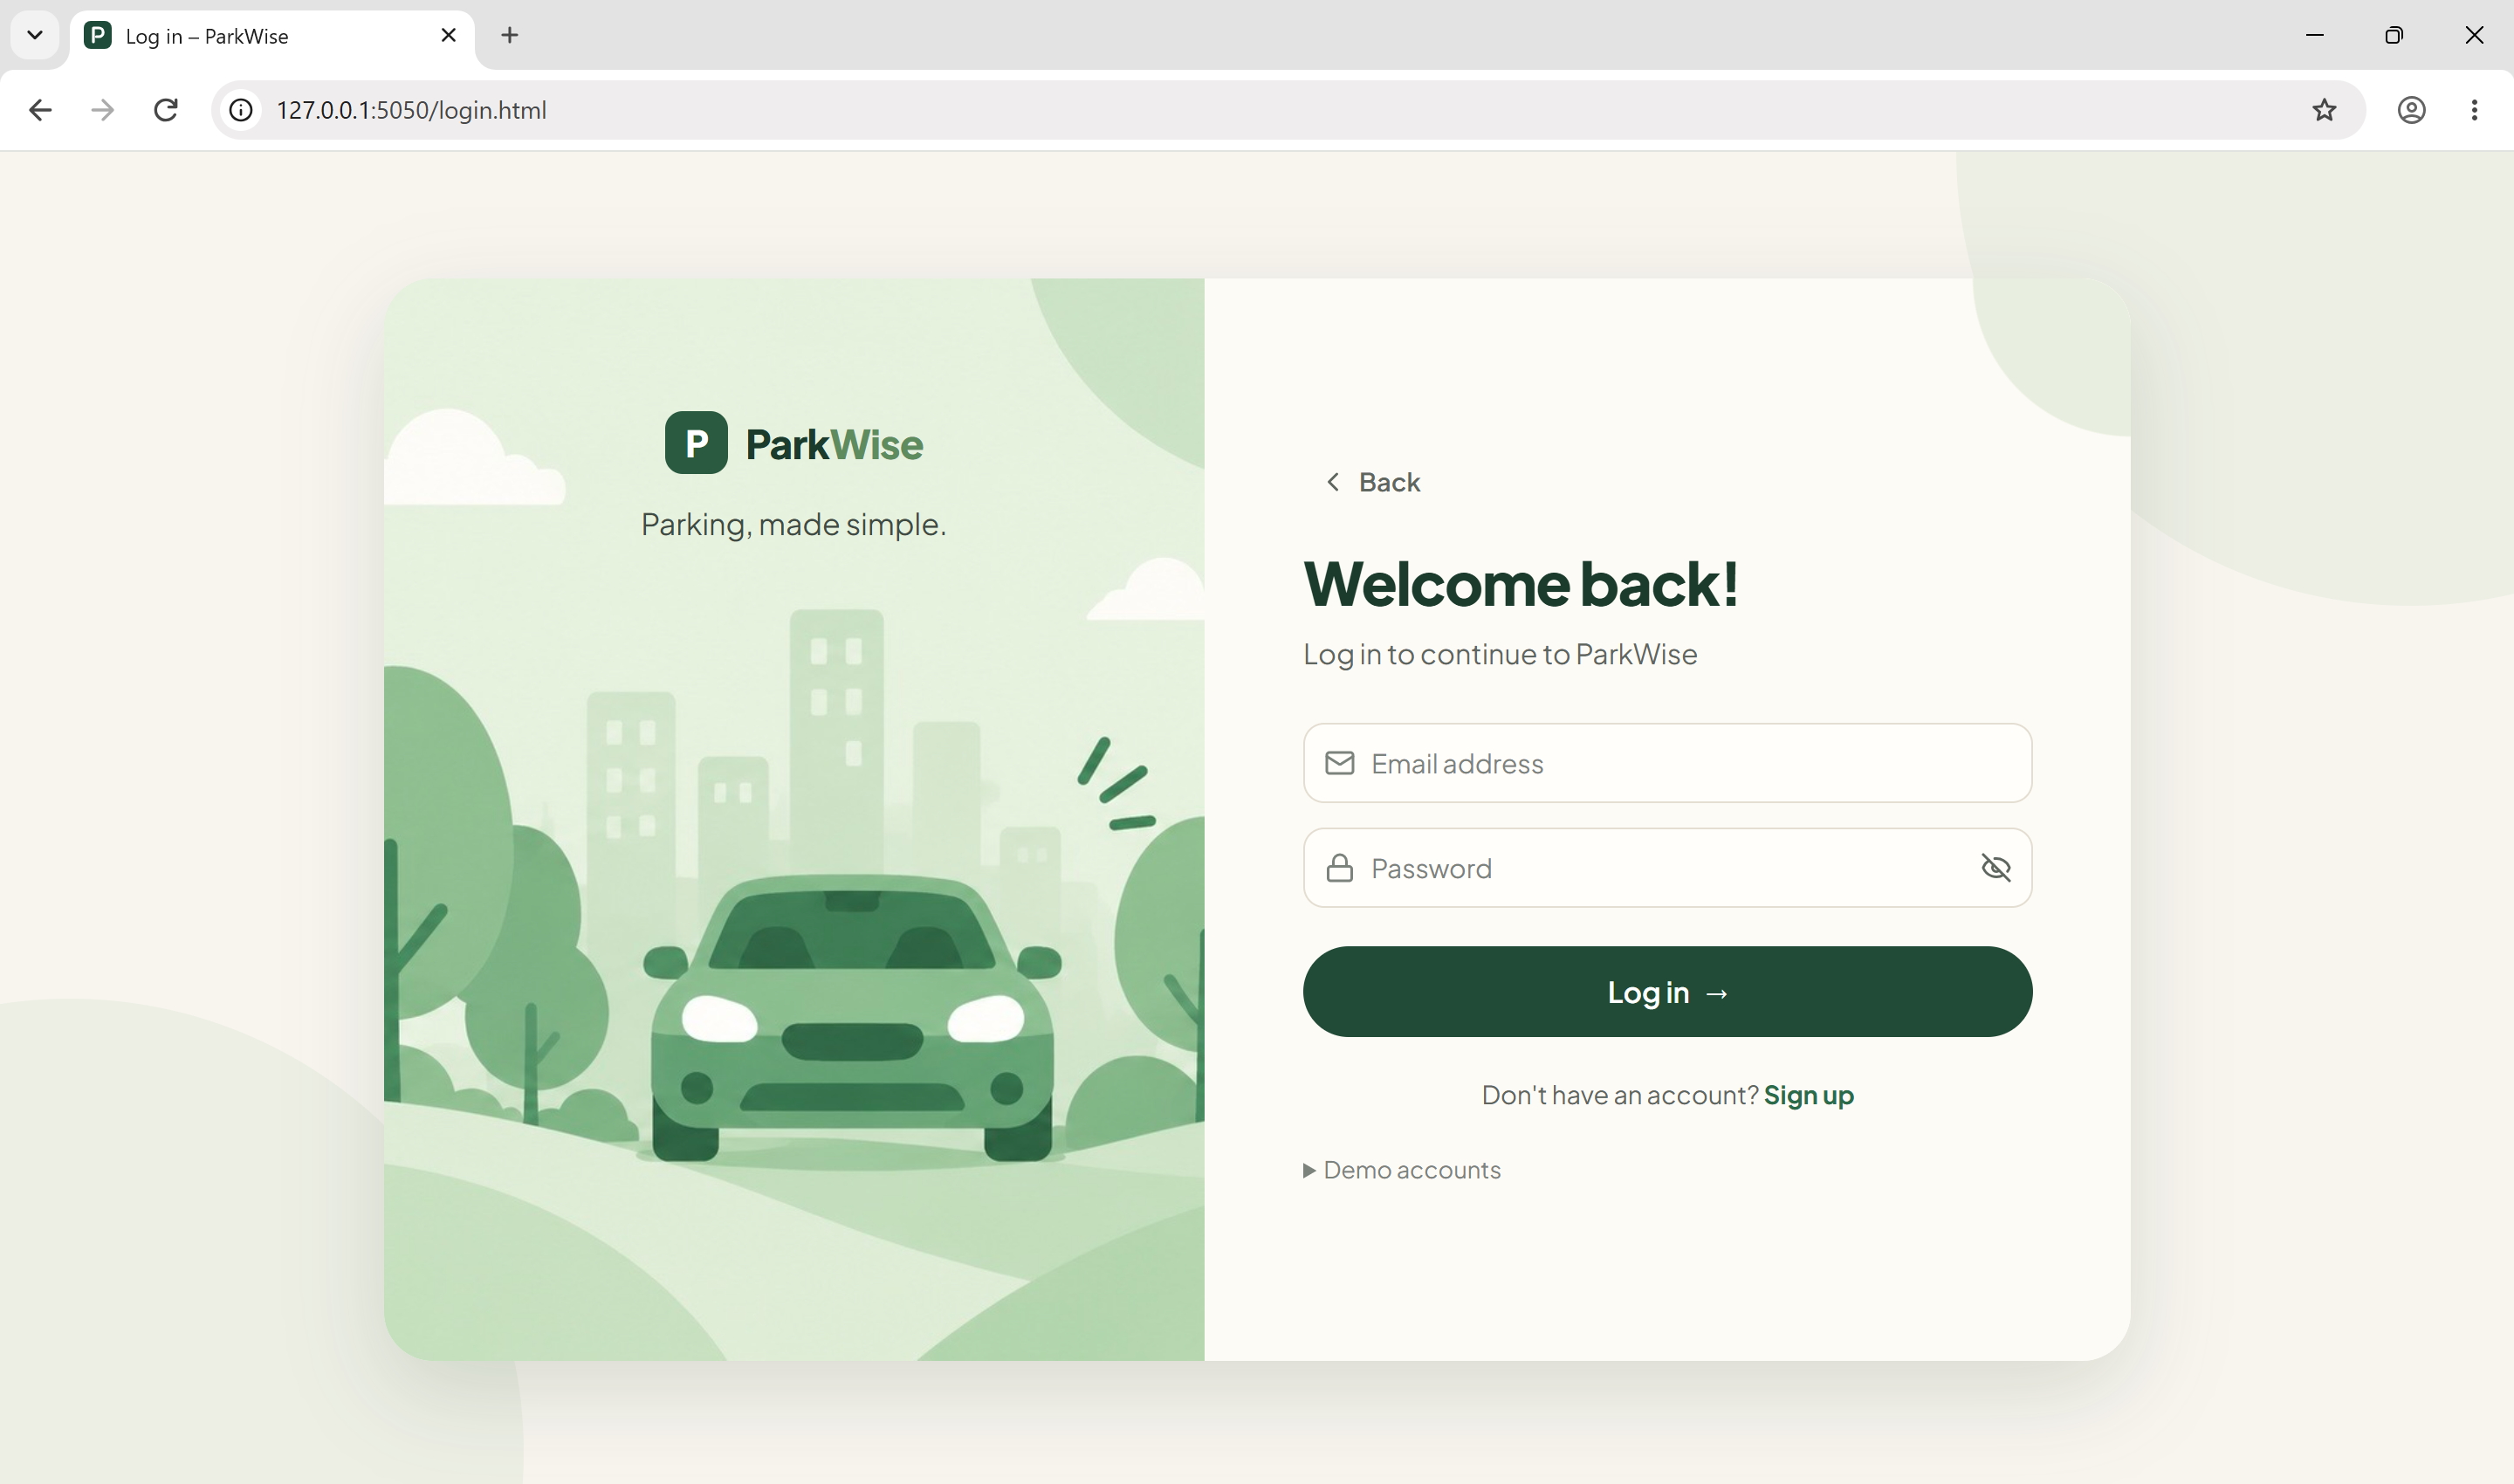 P Log in – ParkWise
127.0.0.1:5050/login.html
P ParkWise
Parking, made simple.
Back
Welcome back!
Log in to continue to ParkWise
Email address
Password
Log in →
Don't have an account? Sign up
Demo accounts